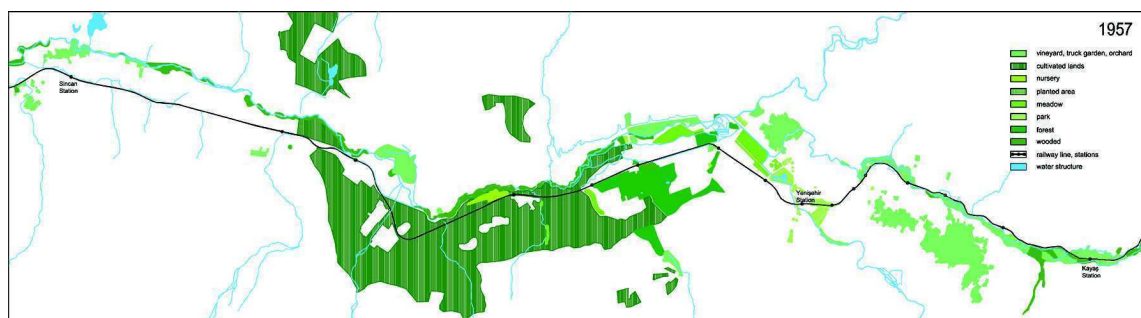 1957
vineyard, truck garden, orchard
cultivated lands
nursery
planted area
meadow
park
forest
wooded
railway line, stations
water structure
Sincan
Station
Yenişehir
Station
Kayaş
Station